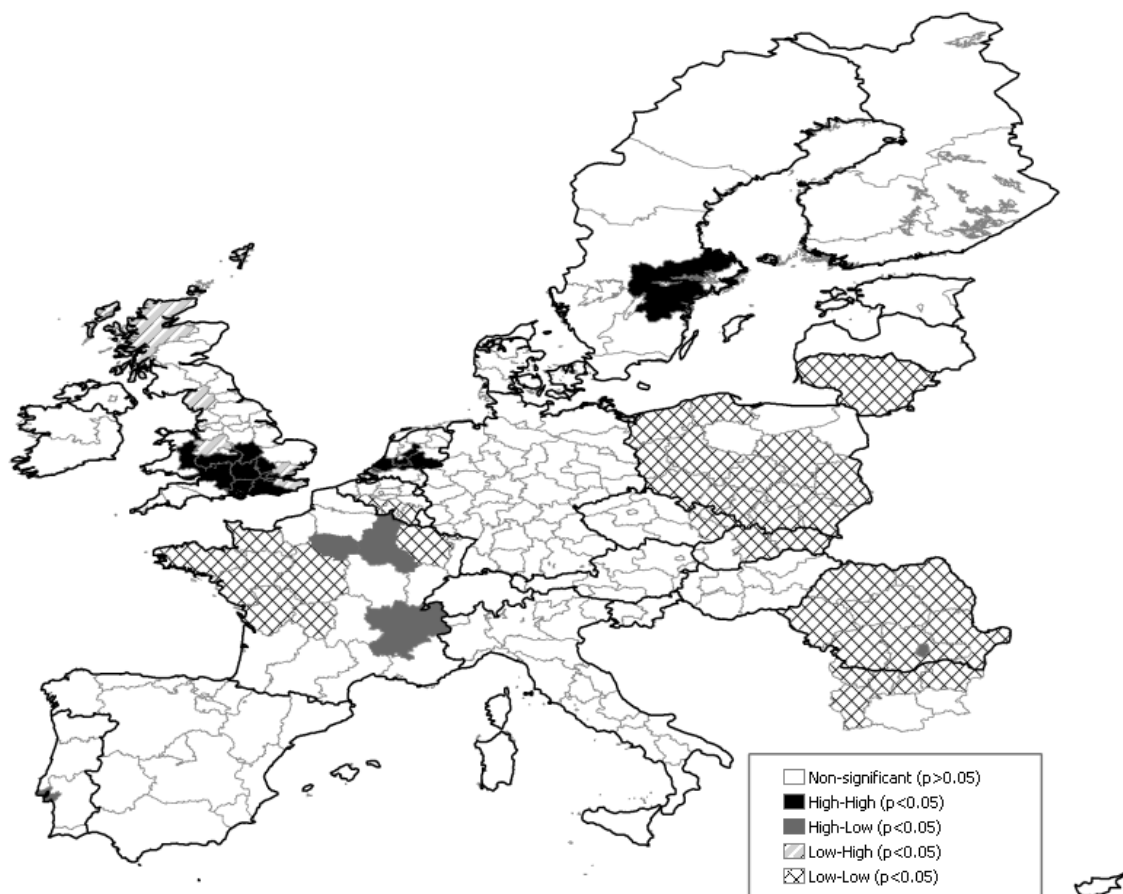 Non-significant (p>0.05)
High-High (p<0.05)
High-Low (p<0.05)
Low-High (p<0.05)
Low-Low (p<0.05)